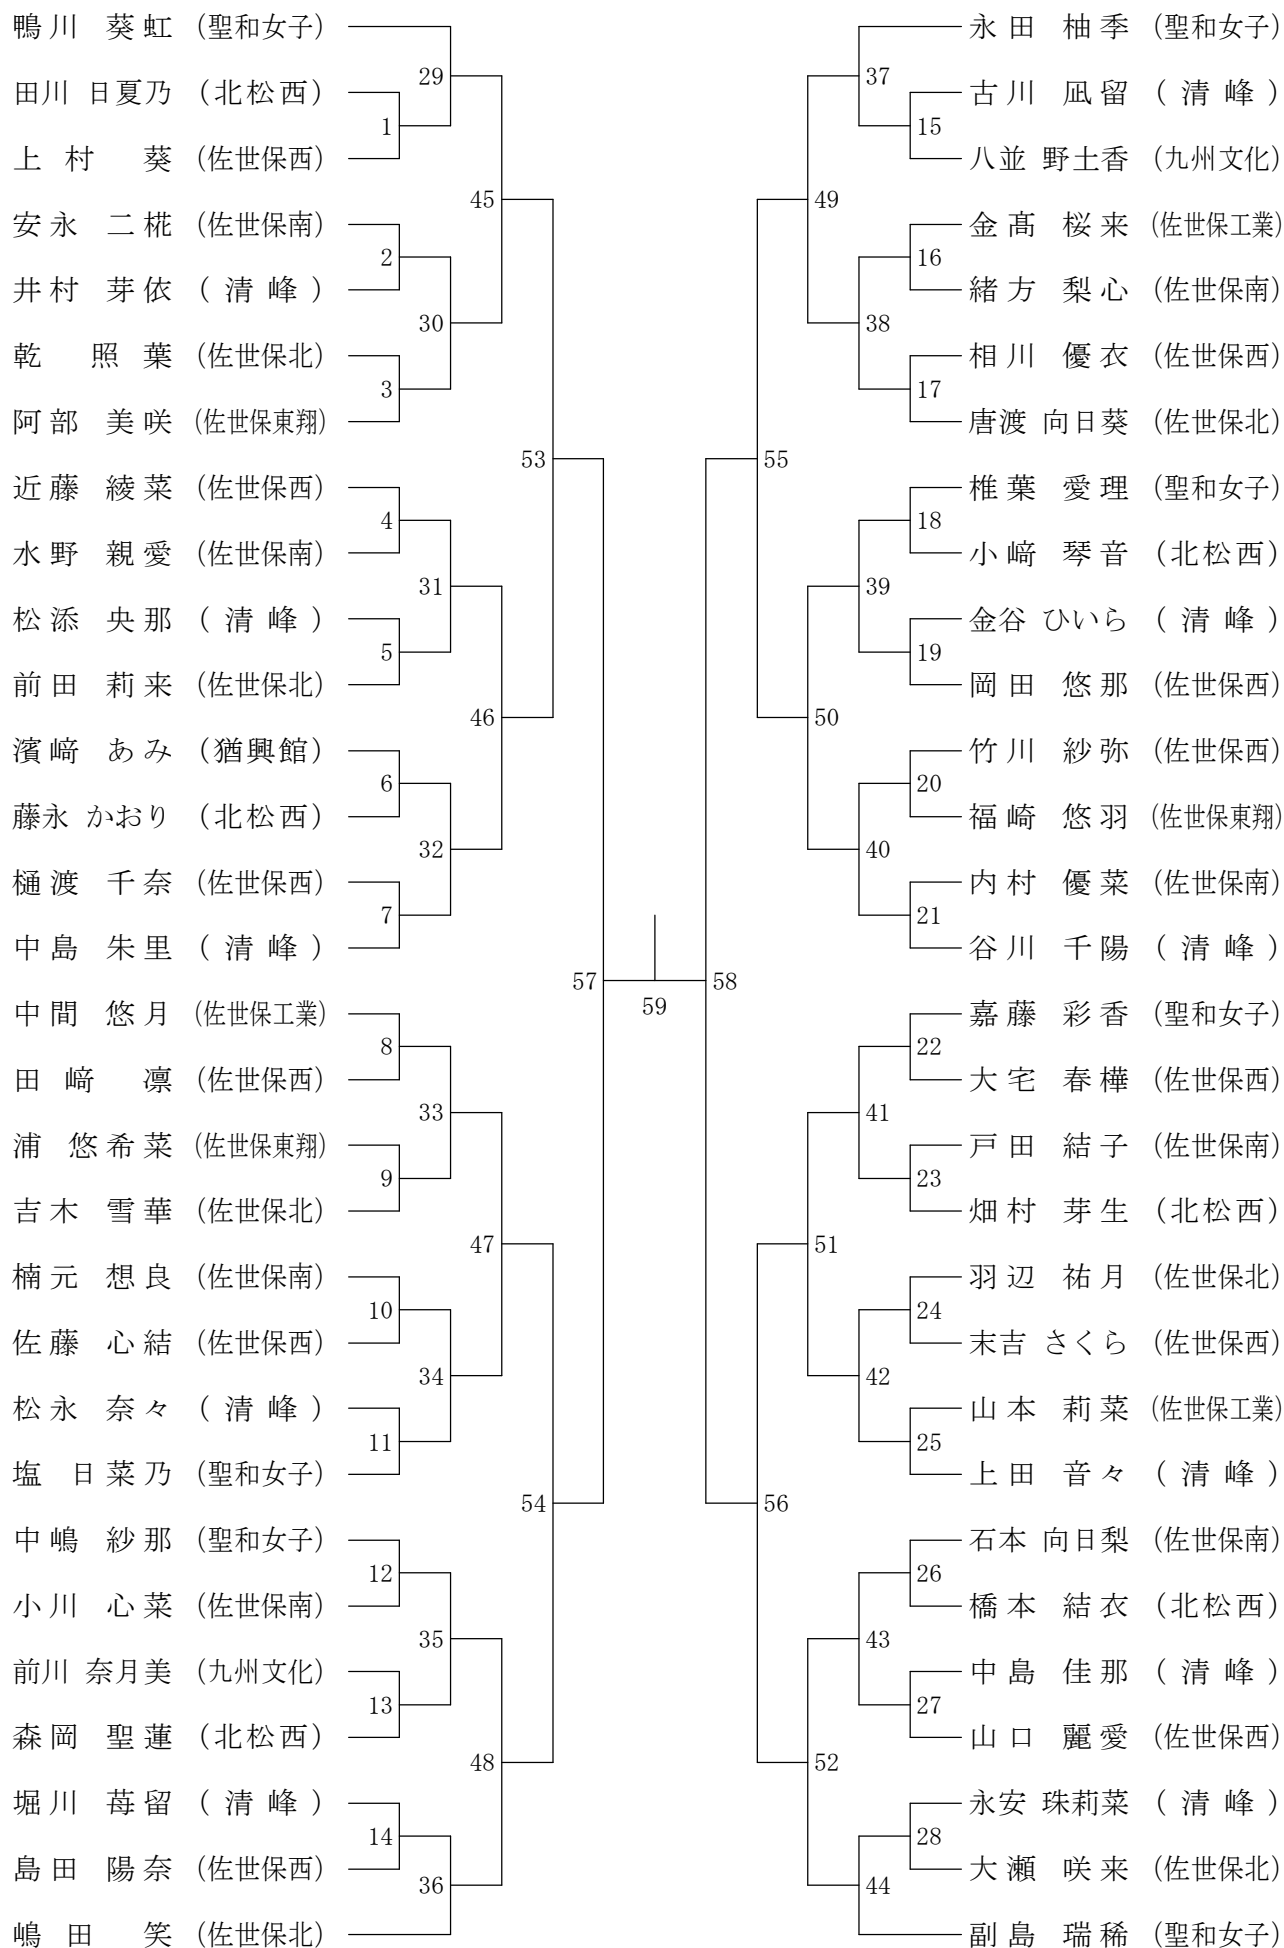 鴨川 葵虹 (聖和女子)
田川 日夏乃 (北松西)
上村 葵 (佐世保西)
安永 二椛 (佐世保南)
井村 芽依 (清峰)
乾 照葉 (佐世保北)
阿部 美咲 (佐世保東翔)
近藤 綾菜 (佐世保西)
水野 親愛 (佐世保南)
松添 央那 (清峰)
前田 莉来 (佐世保北)
濱﨑 あみ (猶興館)
藤永 かおり (北松西)
樋渡 千奈 (佐世保西)
中島 朱里 (清峰)
中間 悠月 (佐世保工業)
田﨑 凛 (佐世保西)
浦 悠希菜 (佐世保東翔)
吉木 雪華 (佐世保北)
楠元 想良 (佐世保南)
佐藤 心結 (佐世保西)
松永 奈々 (清峰)
塩 日菜乃 (聖和女子)
中嶋 紗那 (聖和女子)
小川 心菜 (佐世保南)
前川 奈月美 (九州文化)
森岡 聖蓮 (北松西)
堀川 苺留 (清峰)
島田 陽奈 (佐世保西)
嶋田 笑 (佐世保北)
1
2
3
4
5
6
7
8
9
10
11
12
13
14
29
30
31
32
33
34
35
36
45
46
47
48
53
54
57
59
58
55
56
49
50
51
52
37
38
39
40
41
42
43
44
15
16
17
18
19
20
21
22
23
24
25
26
27
28
永田 柚季 (聖和女子)
古川 凪留 (清峰)
八並 野土香 (九州文化)
金髙 桜来 (佐世保工業)
緒方 梨心 (佐世保南)
相川 優衣 (佐世保西)
唐渡 向日葵 (佐世保北)
椎葉 愛理 (聖和女子)
小﨑 琴音 (北松西)
金谷 ひいら (清峰)
岡田 悠那 (佐世保西)
竹川 紗弥 (佐世保西)
福崎 悠羽 (佐世保東翔)
内村 優菜 (佐世保南)
谷川 千陽 (清峰)
嘉藤 彩香 (聖和女子)
大宅 春樺 (佐世保西)
戸田 結子 (佐世保南)
畑村 芽生 (北松西)
羽辺 祐月 (佐世保北)
末吉 さくら (佐世保西)
山本 莉菜 (佐世保工業)
上田 音々 (清峰)
石本 向日梨 (佐世保南)
橋本 結衣 (北松西)
中島 佳那 (清峰)
山口 麗愛 (佐世保西)
永安 珠莉菜 (清峰)
大瀬 咲来 (佐世保北)
副島 瑞稀 (聖和女子)